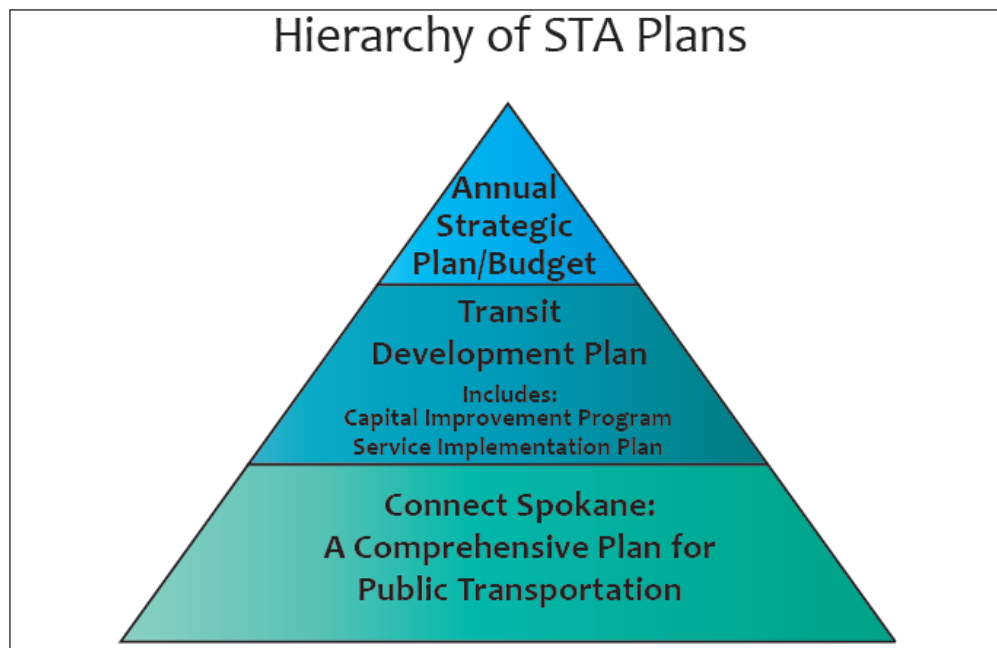 Hierarchy of STA Plans
Annual
Strategic
Plan/Budget
Transit
Development Plan
Includes:
Capital Improvement Program
Service Implementation Plan
Connect Spokane:
A Comprehensive Plan for
Public Transportation